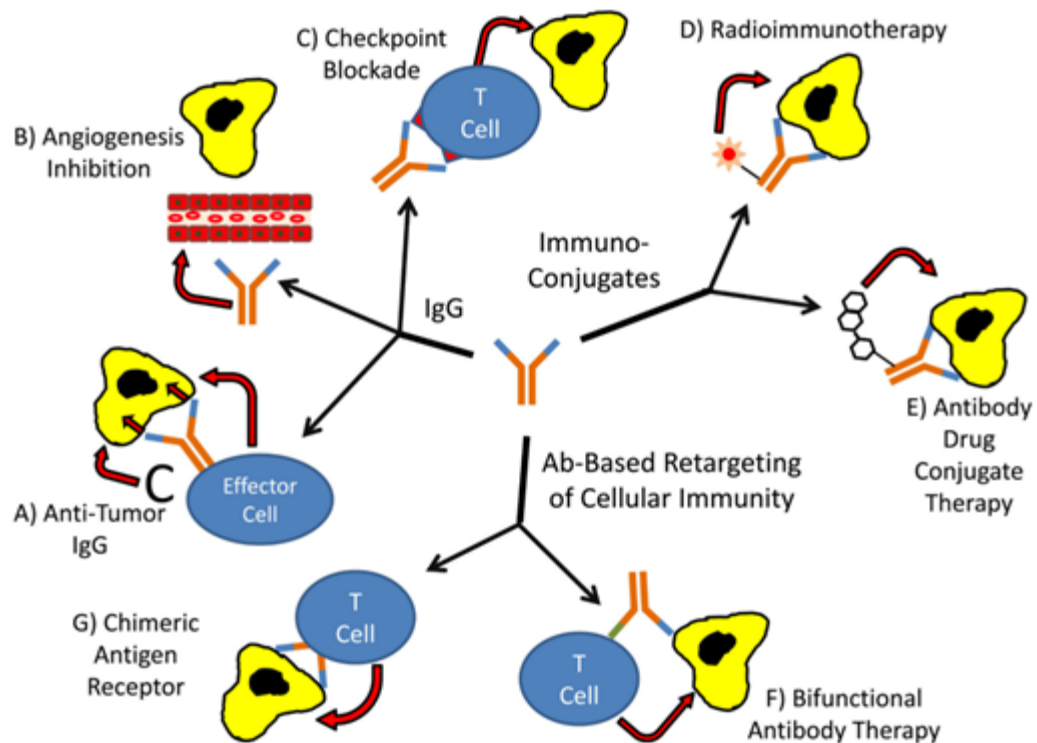 C) Checkpoint
Blockade
T
Cell
D) Radioimmunotherapy
B) Angiogenesis
Inhibition
Immuno-
Conjugates
IgG
E) Antibody
Drug
Conjugate
Therapy
C
Effector
Cell
A) Anti-Tumor
IgG
Ab-Based Retargeting
of Cellular Immunity
T
Cell
G) Chimeric
Antigen
Receptor
T
Cell
F) Bifunctional
Antibody Therapy